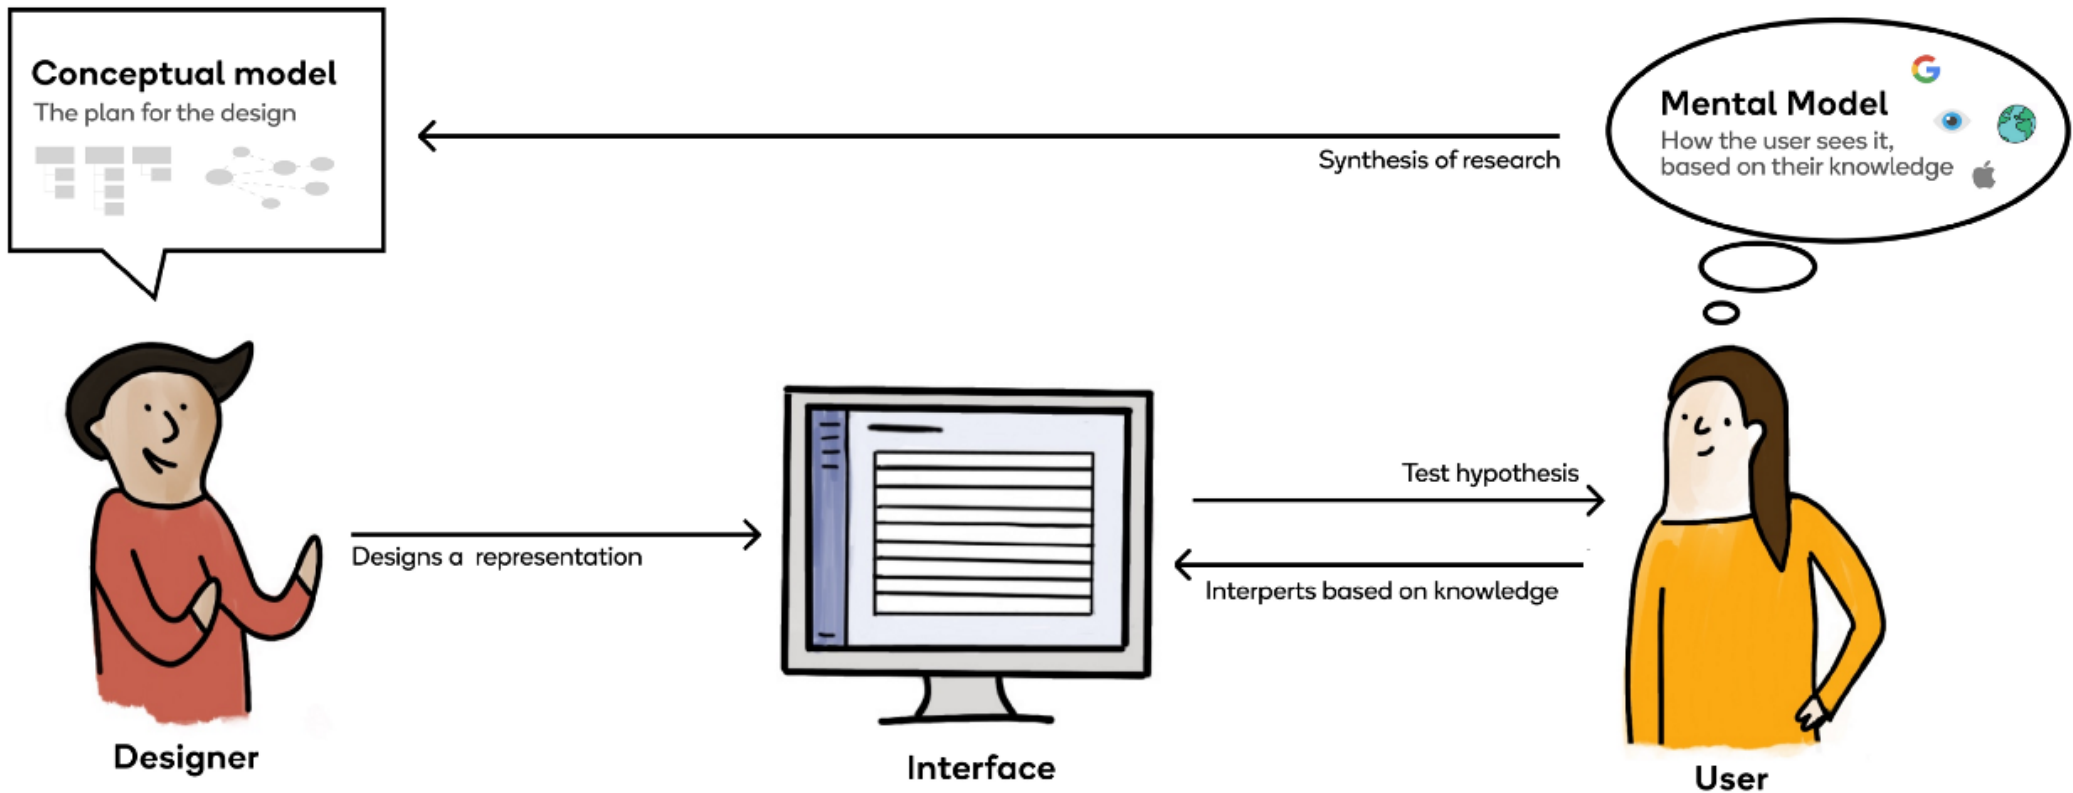 Conceptual model
The plan for the design
Synthesis of research
Mental Model
How the user sees it,
based on their knowledge
Designs a representation
Test hypothesis
Interperts based on knowledge
Designer
Interface
User